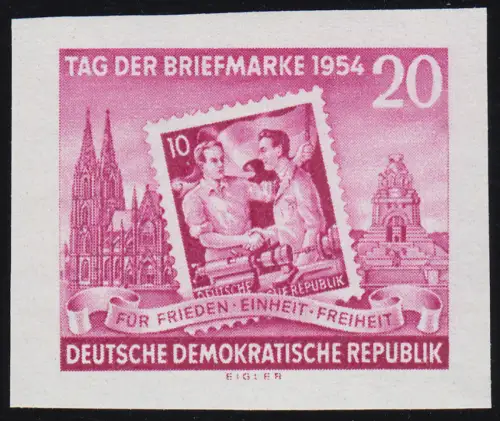 TAG DER BRIEFMARKE 1954 20
10
DEUTSCHE
REPUBLIK
FÜR FRIEDEN · EINHEIT · FREIHEIT
DEUTSCHE DEMOKRATISCHE REPUBLIK
EIGLER